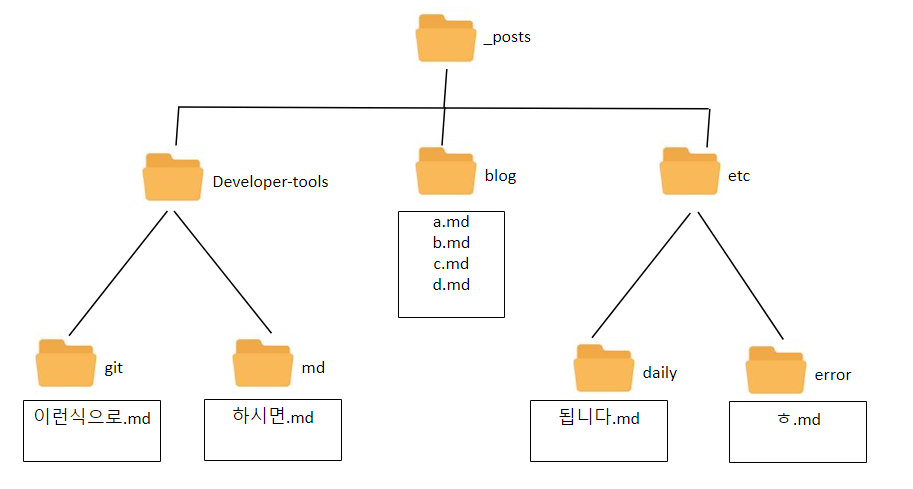 _posts
Developer-tools
blog
etc
a.md
b.md
c.md
d.md
git
md
daily
error
이런식으로.md
하시면.md
됩니다.md
ㅎ.md